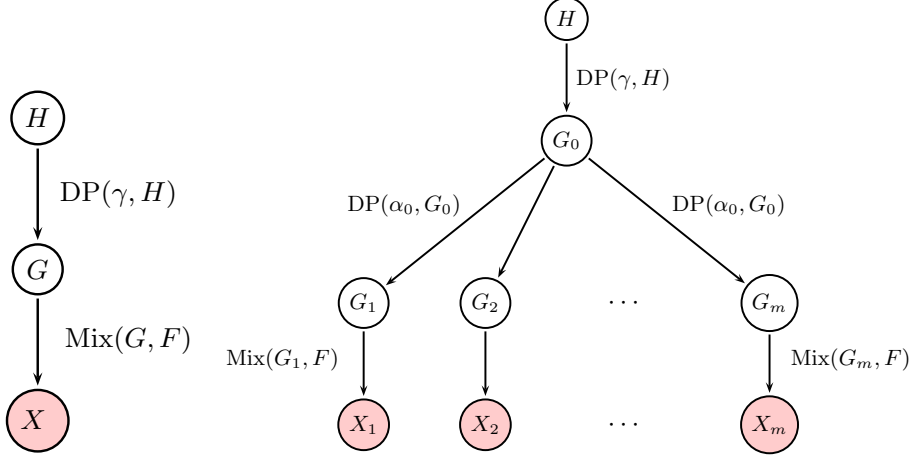 H
DP(γ, H)
G
Mix(G, F)
X
H
DP(γ, H)
G₀
DP(α₀, G₀) DP(α₀, G₀)
G₁ G₂ ⋯ Gₘ
Mix(G₁, F) Mix(Gₘ, F)
X₁ X₂ ⋯ Xₘ